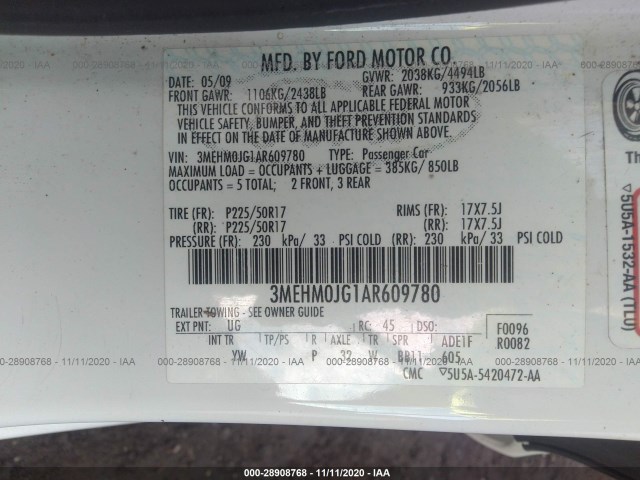 000-28908768 - 11/11/2020 - IAA
MFD. BY FORD MOTOR CO.
DATE: 05/09 GVWR: 2038KG/4494LB
FRONT GAWR: 1106KG/2438LB REAR GAWR: 933KG/2056LB
THIS VEHICLE CONFORMS TO ALL APPLICABLE FEDERAL MOTOR
VEHICLE SAFETY, BUMPER, AND THEFT PREVENTION STANDARDS
IN EFFECT ON THE DATE OF MANUFACTURE SHOWN ABOVE.
VIN: 3MEHM0JG1AR609780 TYPE: Passenger Car
MAXIMUM LOAD = OCCUPANTS + LUGGAGE = 385KG/ 850LB
OCCUPANTS = 5 TOTAL; 2 FRONT, 3 REAR
TIRE (FR): P225/50R17 RIMS (FR): 17X7.5J
(RR): P225/50R17 (RR): 17X7.5J
PRESSURE (FR): 230 kPa/ 33 PSI COLD (RR): 230 kPa/ 33 PSI COLD
3MEHM0JG1AR609780
TRAILER TOWING - SEE OWNER GUIDE
EXT PNT: UG RC: 45 DSO: F0096
INT TR TP/PS R AXLE TR ADE1F R0082
YW P 32 W BB11 605
CMC ▽5U5A-5420472-AA
Th
▽5U5A-1532-AA (TLU)
000-28908768 - 11/11/2020 - IAA
000-28908768 - 11/11/2020 - IAA